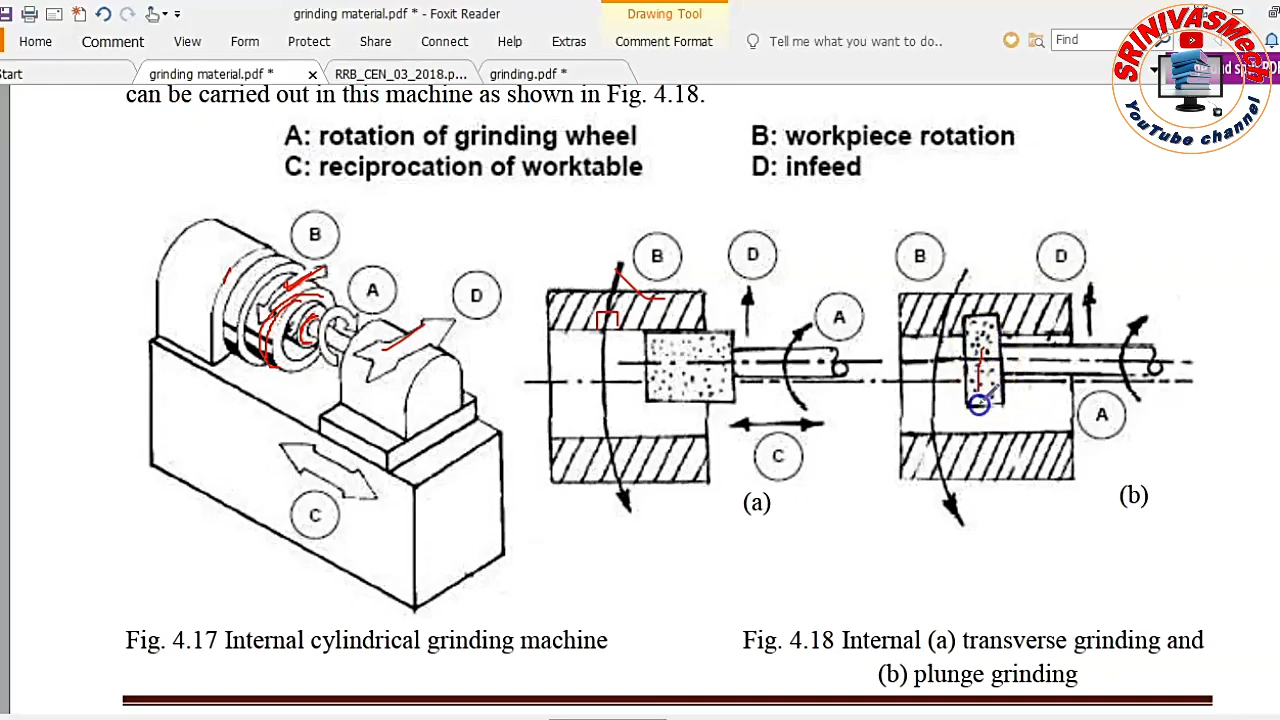 grinding material.pdf * - Foxit Reader
Drawing Tool
Home Comment View Form Protect Share Connect Help Extras Comment Format Tell me what you want to do.. Find
Start grinding material.pdf * RRB_CEN_03_2018.p... grinding.pdf *
SRINIVASMech
YouTube channel
can be carried out in this machine as shown in Fig. 4.18.
A: rotation of grinding wheel B: workpiece rotation
C: reciprocation of worktable D: infeed
B A D C
B D A C (a)
B D A (b)
Fig. 4.17 Internal cylindrical grinding machine
Fig. 4.18 Internal (a) transverse grinding and
(b) plunge grinding